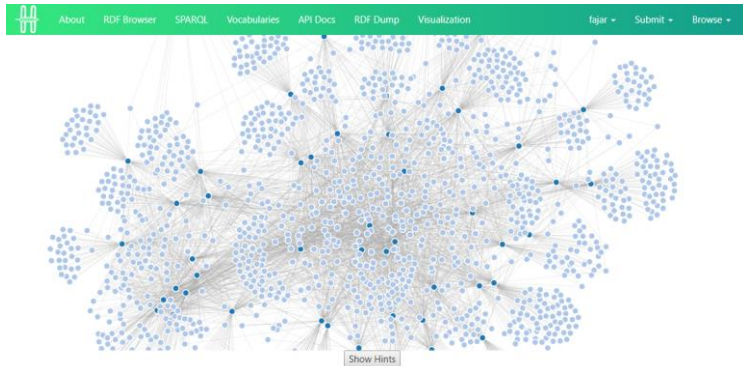 About RDF Browser SPARQL Vocabularies API Docs RDF Dump Visualization fajar Submit Browse
Show Hints